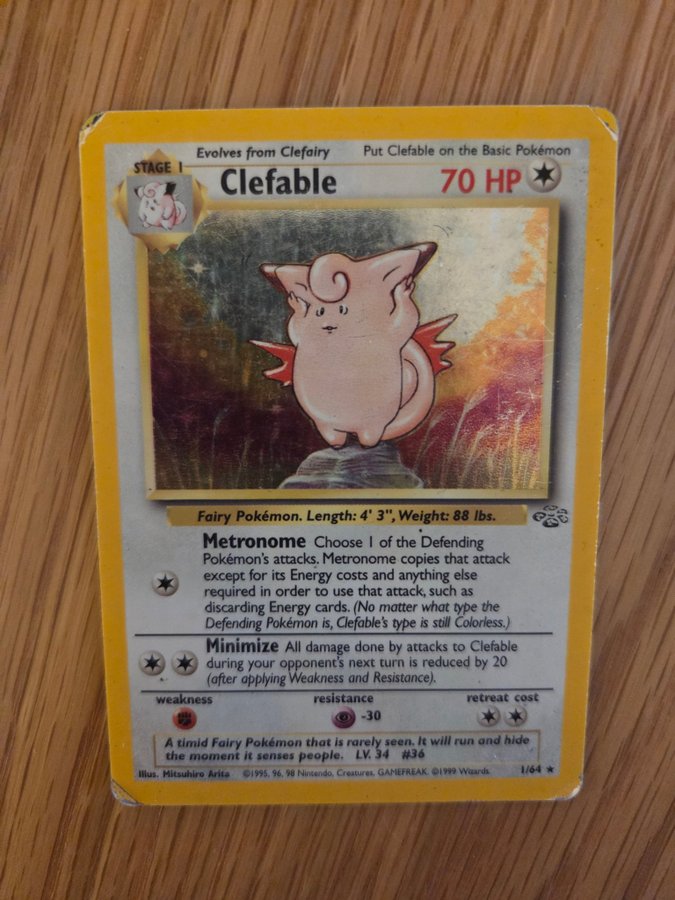 Evolves from Clefairy Put Clefable on the Basic Pokémon
STAGE 1
Clefable 70 HP
Fairy Pokémon. Length: 4' 3", Weight: 88 lbs.
Metronome Choose 1 of the Defending
Pokémon's attacks. Metronome copies that attack
except for its Energy costs and anything else
required in order to use that attack, such as
discarding Energy cards. (No matter what type the
Defending Pokémon is, Clefable's type is still Colorless.)
Minimize All damage done by attacks to Clefable
during your opponent's next turn is reduced by 20
(after applying Weakness and Resistance).
weakness resistance retreat cost
-30
A timid Fairy Pokémon that is rarely seen. It will run and hide
the moment it senses people. LV. 34 #36
Illus. Mitsuhiro Arita ©1995, 96, 98 Nintendo, Creatures, GAMEFREAK. ©1999 Wizards. 1/64 ★